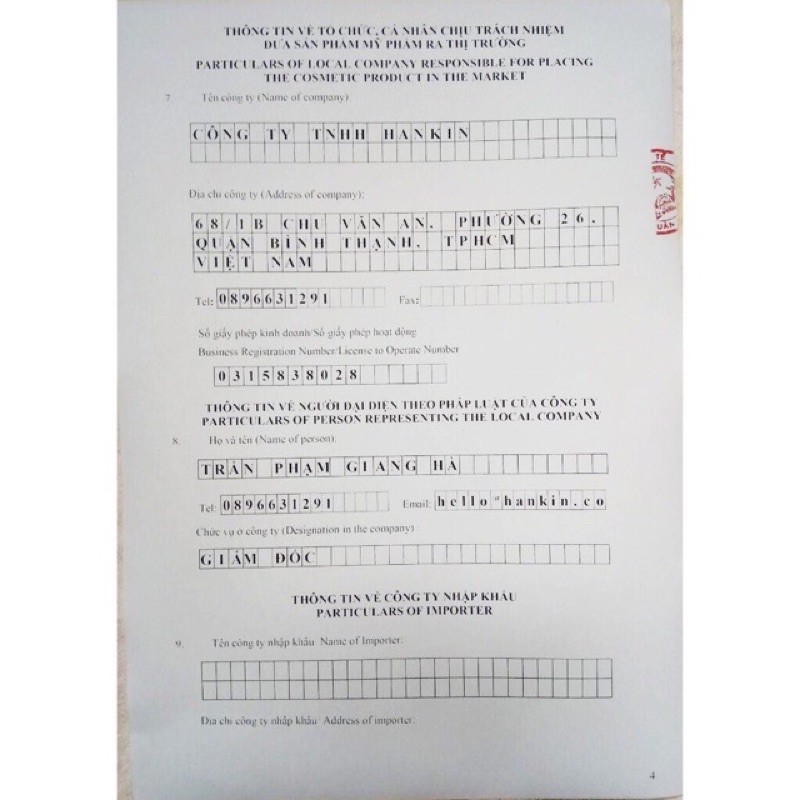 THÔNG TIN VỀ TỔ CHỨC, CÁ NHÂN CHỊU TRÁCH NHIỆM
ĐƯA SẢN PHẨM MỸ PHẨM RA THỊ TRƯỜNG
PARTICULARS OF LOCAL COMPANY RESPONSIBLE FOR PLACING
THE COSMETIC PRODUCT IN THE MARKET
7. Tên công ty (Name of company):
CÔNG TY TNHH HANKIN
Địa chỉ công ty (Address of company):
68/1B CHU VĂN AN, PHƯỜNG 26,
QUẬN BÌNH THẠNH, TPHCM
VIỆT NAM
Tel: 0896631291 Fax:
Số giấy phép kinh doanh/Số giấy phép hoạt động
Business Registration Number/License to Operate Number
0315838028
THÔNG TIN VỀ NGƯỜI ĐẠI DIỆN THEO PHÁP LUẬT CỦA CÔNG TY
PARTICULARS OF PERSON REPRESENTING THE LOCAL COMPANY
8. Họ và tên (Name of person):
TRẦN PHẠM GIANG HÀ
Tel: 0896631291 Email: hello@hankin.co
Chức vụ ở công ty (Designation in the company):
GIÁM ĐỐC
THÔNG TIN VỀ CÔNG TY NHẬP KHẨU
PARTICULARS OF IMPORTER
9. Tên công ty nhập khẩu Name of Importer:
Địa chỉ công ty nhập khẩu Address of importer:
4